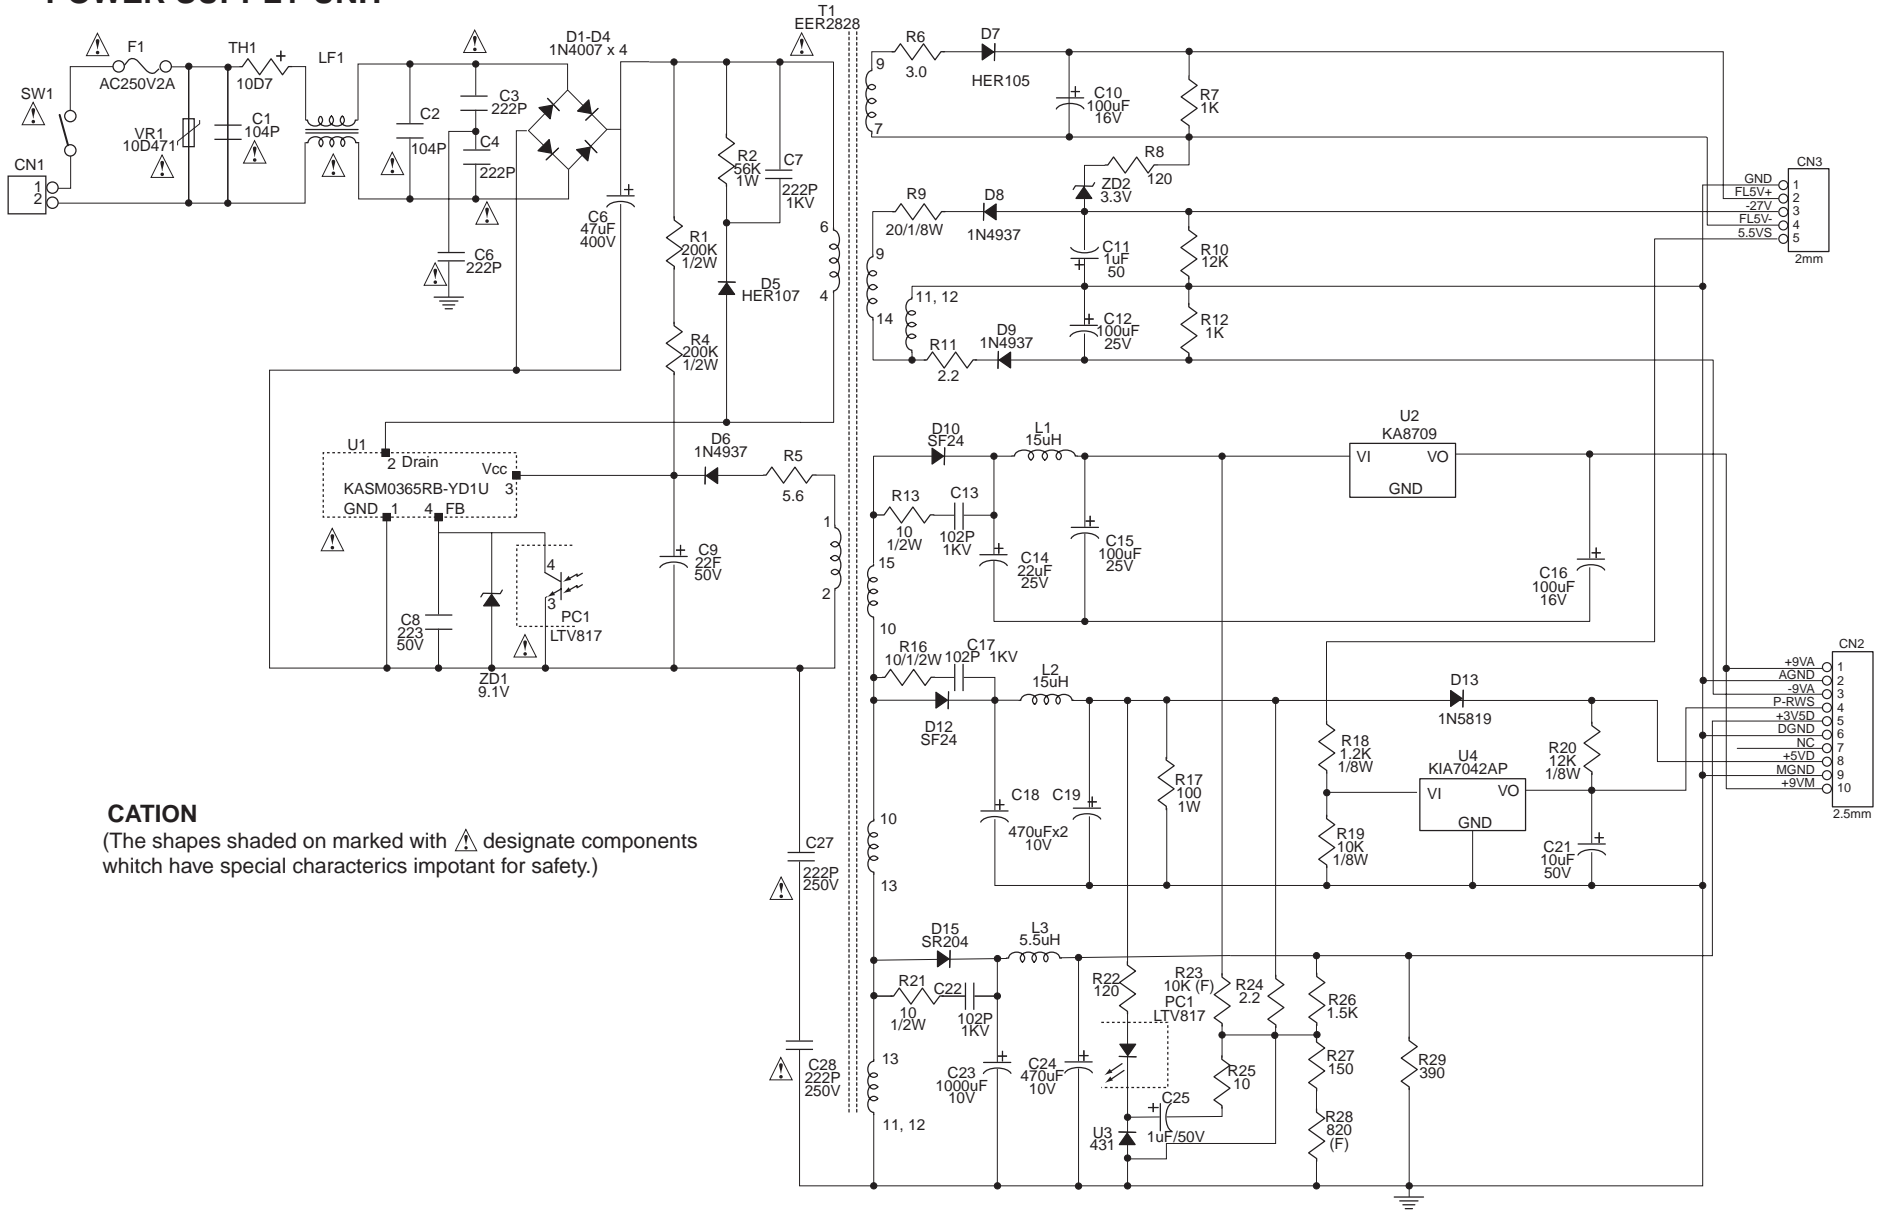 T1
EER2828
F1
AC250V2A
TH1
10D7
+
LF1
D1-D4
1N4007 x 4
SW1
CN1
1
2
VR1
10D471
C1
104P
C2
104P
C3
222P
C4
222P
C6
222P
+
C6
47uF
400V
R2
56K
1W
C7
222P
1KV
R1
200K
1/2W
R4
200K
1/2W
D5
HER107
6
4
U1
2 Drain
Vcc
3
KASM0365RB-YD1U
GND 1
4 FB
D6
1N4937
R5
5.6
1
2
C8
223
50V
ZD1
9.1V
4
3
PC1
LTV817
+
C9
22F
50V
C27
222P
250V
C28
222P
250V
9
7
R6
3.0
D7
HER105
+
C10
100uF
16V
R7
1K
R8
120
ZD2
3.3V
R9
20/1/8W
D8
1N4937
9
14
11, 12
C11
1uF
50
+
R10
12K
+
C12
100uF
25V
R12
1K
R11
2.2
D9
1N4937
CN3
GND 1
FL5V+ 2
-27V 3
FL5V- 4
5.5VS 5
2mm
D10
SF24
L1
15uH
R13
10
1/2W
C13
102P
1KV
+
C14
22uF
25V
+
C15
100uF
25V
15
10
U2
KA8709
VI
VO
GND
+
C16
100uF
16V
R16
10/1/2W
C17
102P 1KV
D12
SF24
L2
15uH
10
13
+
C18
C19
+
470uFx2
10V
R17
100
1W
D13
1N5819
R18
1.2K
1/8W
R19
10K
1/8W
U4
KIA7042AP
VI
VO
GND
R20
12K
1/8W
+
C21
10uF
50V
CN2
+9VA 1
AGND 2
-9VA 3
P-RWS 4
+3V5D 5
DGND 6
NC 7
+5VD 8
MGND 9
+9VM 10
2.5mm
D15
SR204
L3
5.5uH
R21
10
1/2W
C22
102P
1KV
13
11, 12
+
C23
1000uF
10V
+
C24
470uF
10V
R22
120
R23
10K (F)
PC1
LTV817
R24
2.2
R25
10
C25
+
1uF/50V
U3
431
R26
1.5K
R27
150
R28
820
(F)
R29
390
CATION
(The shapes shaded on marked with ⚠ designate components
whitch have special characterics impotant for safety.)